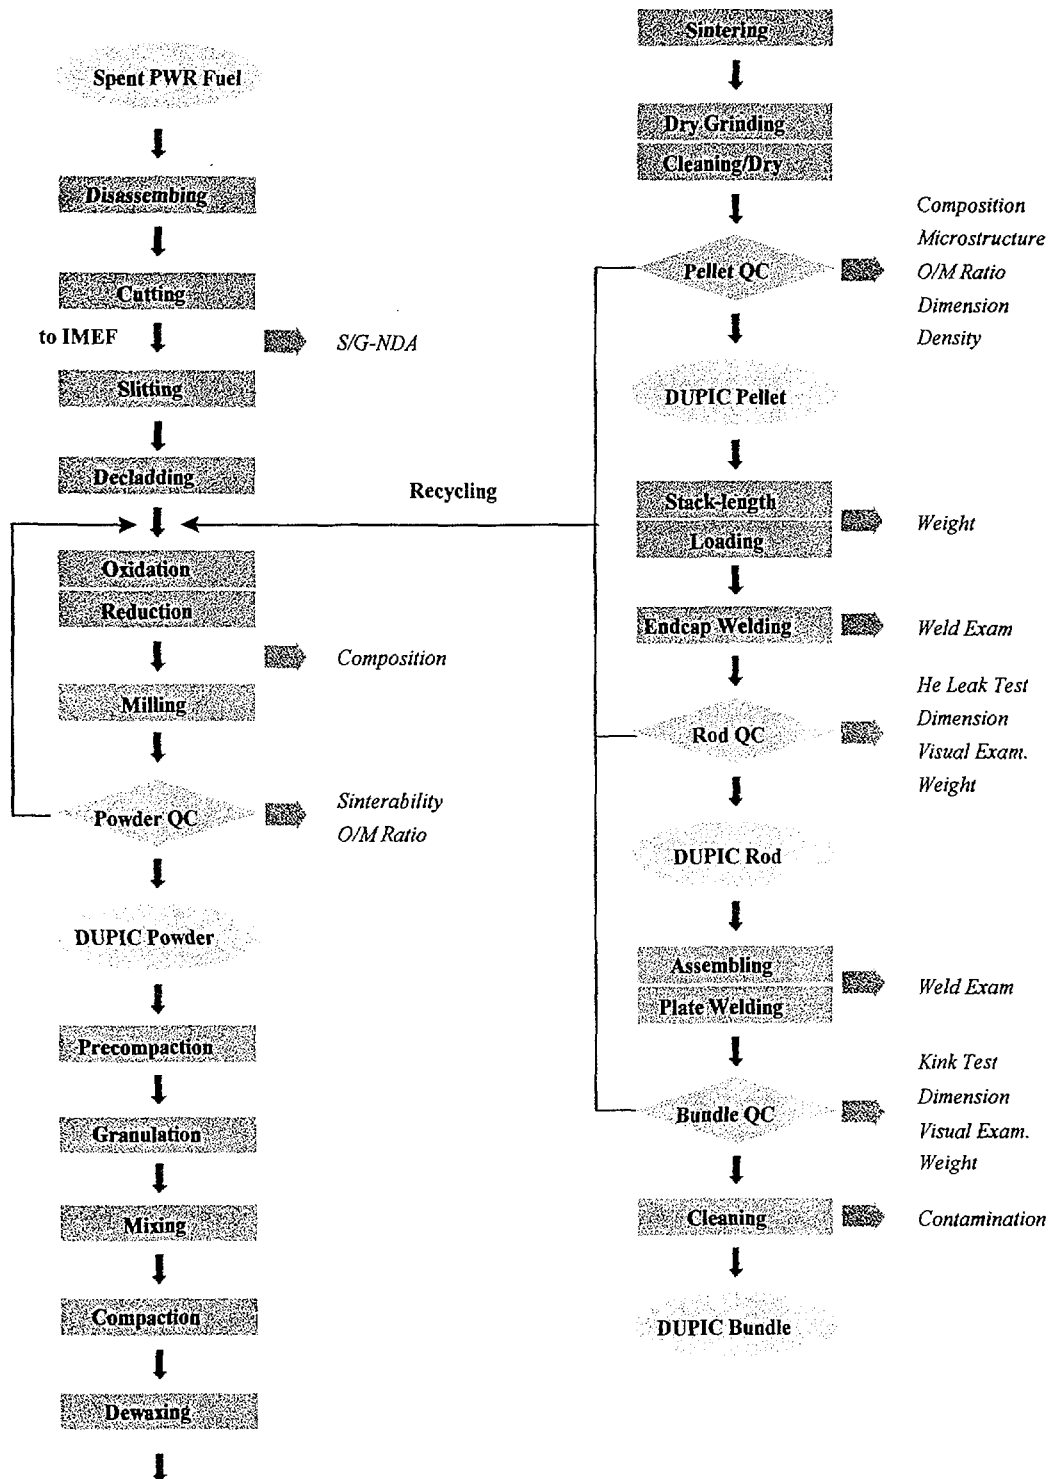 Spent PWR Fuel
Disassembing
Cutting
to IMEF
S/G-NDA
Slitting
Decladding
Recycling
Oxidation
Reduction
Composition
Milling
Powder QC
Sinterability
O/M Ratio
DUPIC Powder
Precompaction
Granulation
Mixing
Compaction
Dewaxing
Sintering
Dry Grinding
Cleaning/Dry
Pellet QC
Composition
Microstructure
O/M Ratio
Dimension
Density
DUPIC Pellet
Stack-length
Loading
Weight
Endcap Welding
Weld Exam
Rod QC
He Leak Test
Dimension
Visual Exam.
Weight
DUPIC Rod
Assembling
Plate Welding
Weld Exam
Bundle QC
Kink Test
Dimension
Visual Exam.
Weight
Cleaning
Contamination
DUPIC Bundle